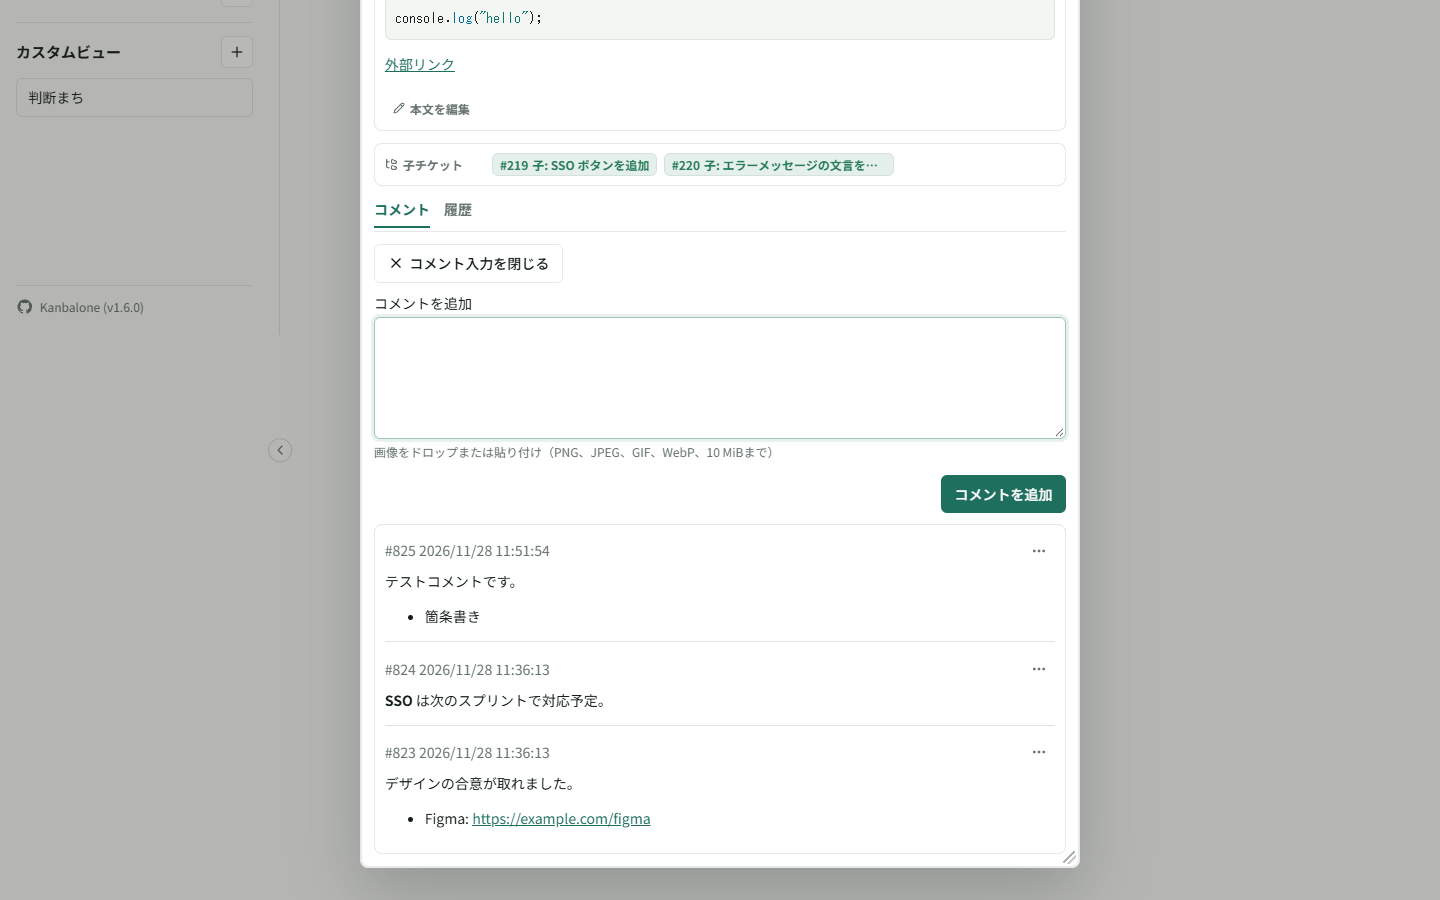 console.log("hello");
外部リンク
本文を編集
カスタムビュー
判断まち
Kanbalone (v1.6.0)
子チケット #219 子: SSO ボタンを追加 #220 子: エラーメッセージの文言を…
コメント 履歴
コメント入力を閉じる
コメントを追加
画像をドロップまたは貼り付け（PNG、JPEG、GIF、WebP、10 MiBまで）
コメントを追加
#825 2026/11/28 11:51:54
テストコメントです。
• 箇条書き
#824 2026/11/28 11:36:13
SSO は次のスプリントで対応予定。
#823 2026/11/28 11:36:13
デザインの合意が取れました。
• Figma: https://example.com/figma